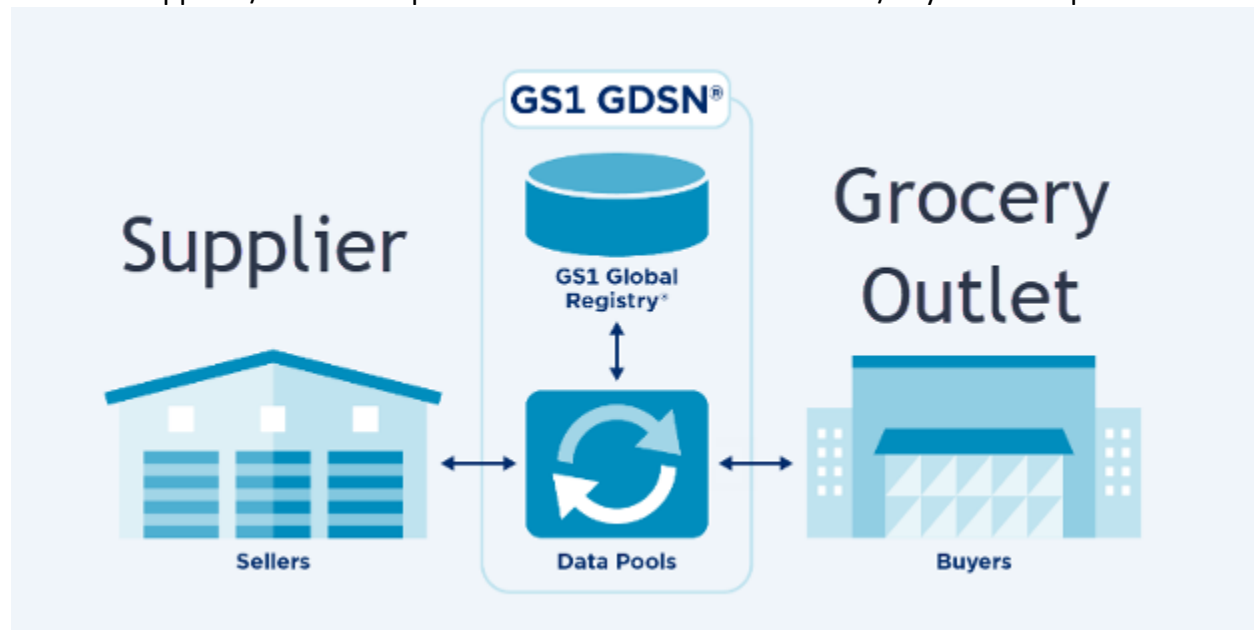 GS1 GDSN®
Supplier
Grocery
Outlet
GS1 Global
Registry®
Sellers
Data Pools
Buyers